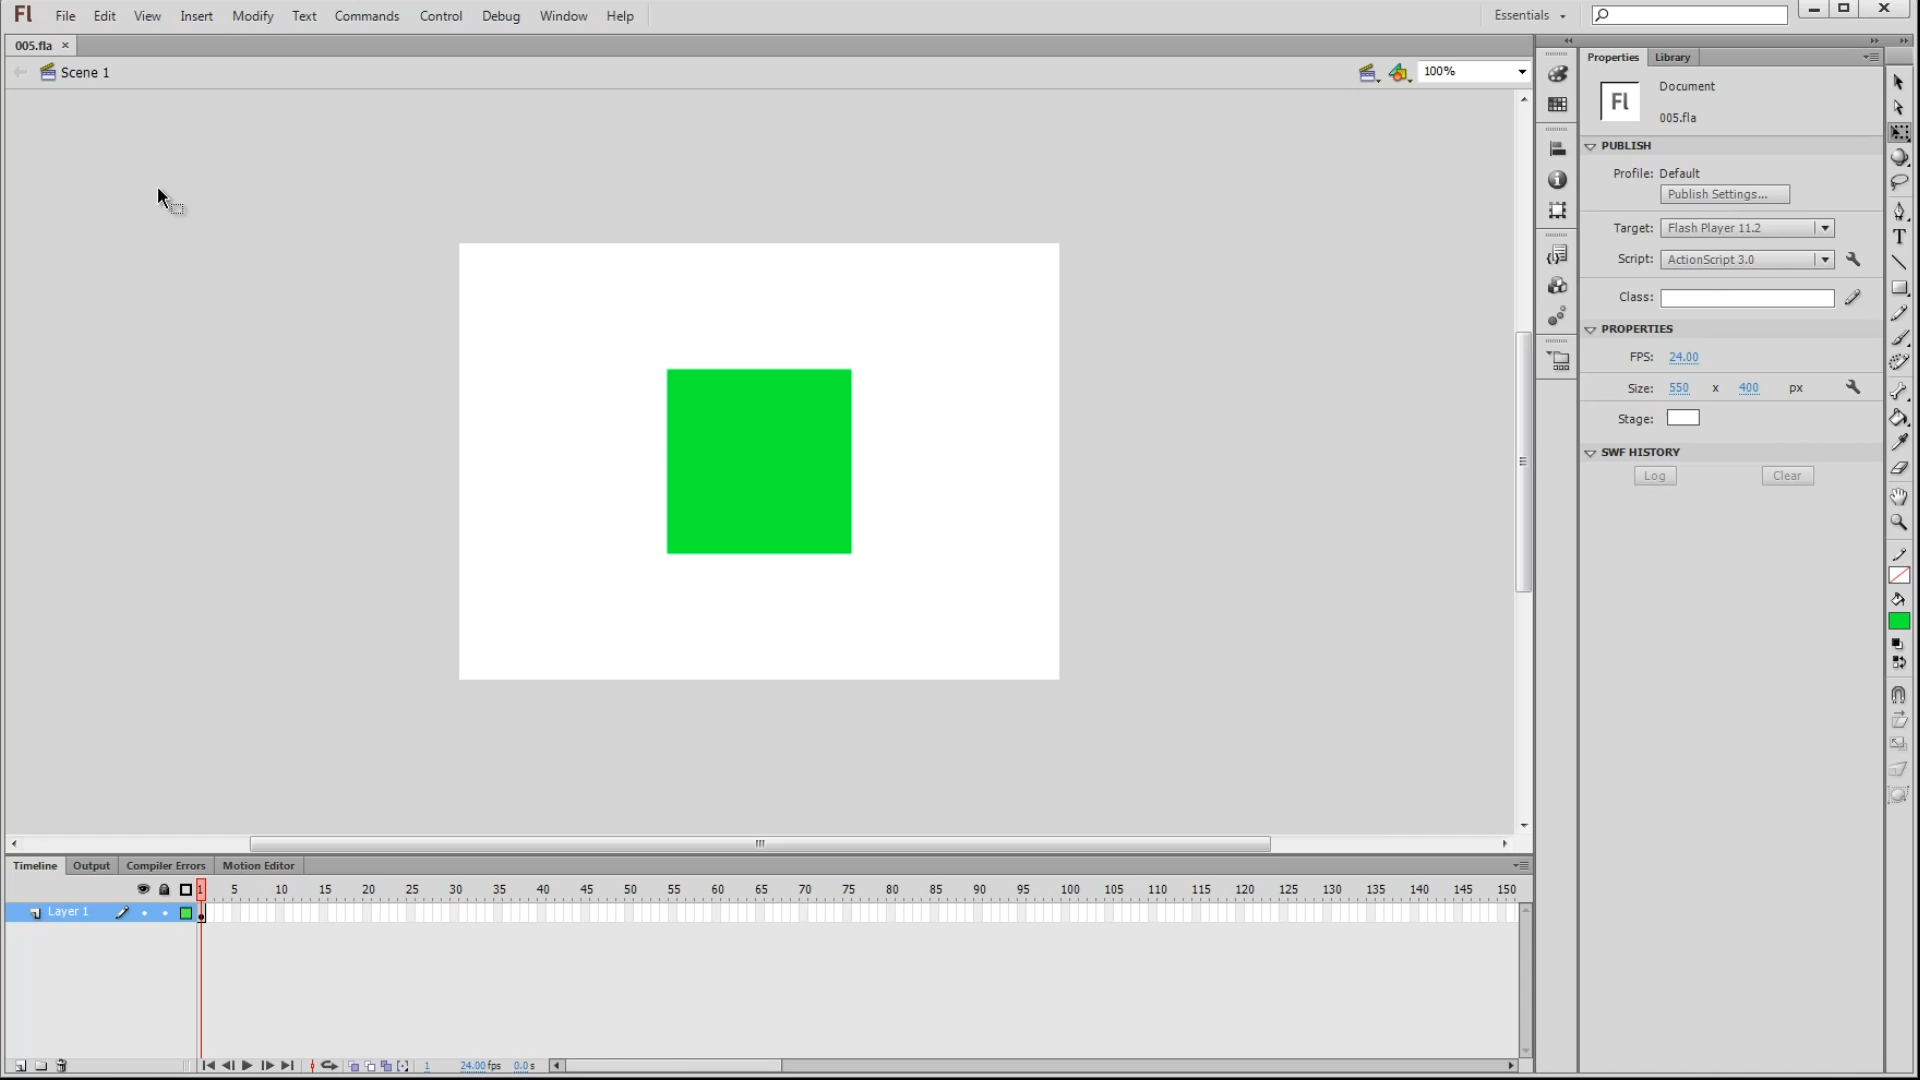 Fl File Edit View Insert Modify Text Commands Control Debug Window Help Essentials
005.fla
Scene 1 100%
Properties Library
Fl Document
005.fla
PUBLISH
Profile: Default
Publish Settings...
Target: Flash Player 11.2
Script: ActionScript 3.0
Class:
PROPERTIES
FPS: 24.00
Size: 550 x 400 px
Stage:
SWF HISTORY
Log Clear
T
Timeline Output Compiler Errors Motion Editor
1 5 10 15 20 25 30 35 40 45 50 55 60 65 70 75 80 85 90 95 100 105 110 115 120 125 130 135 140 145 150
Layer 1
1 24.00 fps 0.0 s